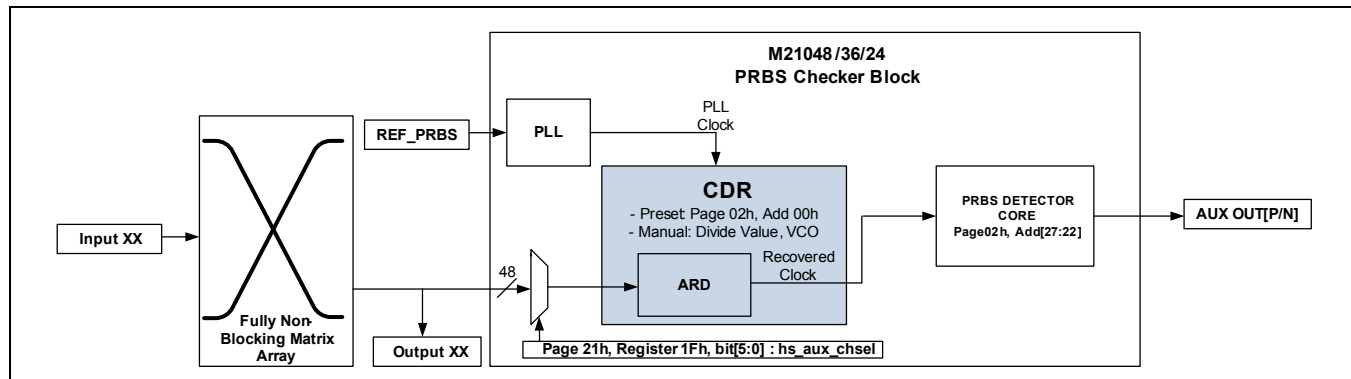 M21048/36/24
PRBS Checker Block
REF_PRBS
PLL
PLL
Clock
CDR
- Preset: Page 02h, Add 00h
- Manual: Divide Value, VCO
ARD
Recovered
Clock
PRBS DETECTOR
CORE
Page02h, Add[27:22]
AUX OUT[P/N]
Input XX
48
Fully Non-
Blocking Matrix
Array
Output XX
Page 21h, Register 1Fh, bit[5:0] : hs_aux_chsel